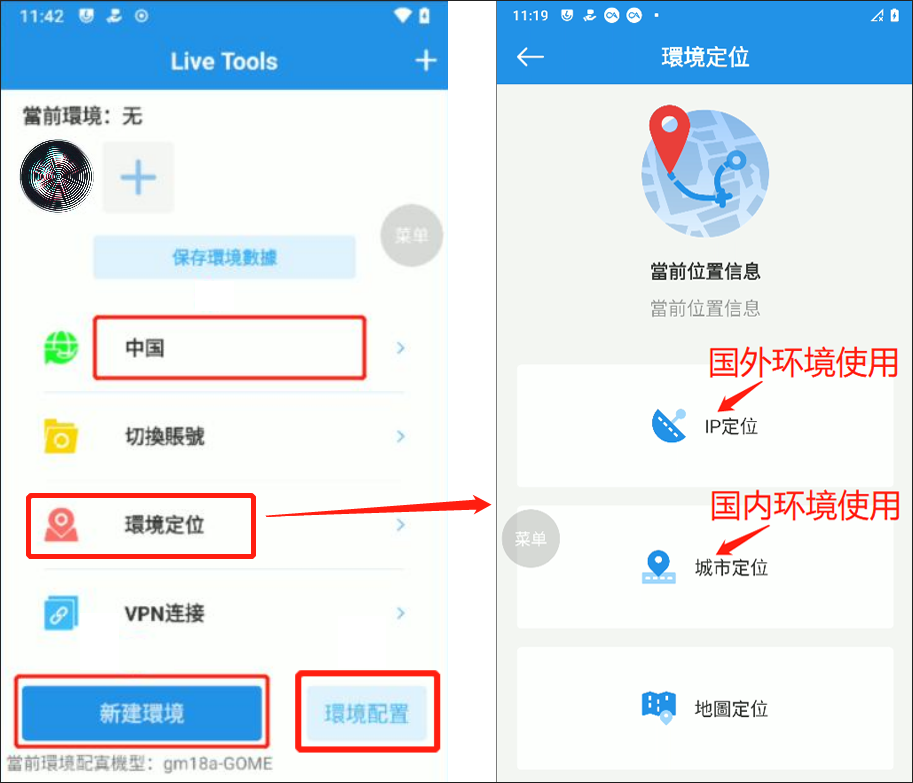 11:42
Live Tools
當前環境：无
菜单
保存環境數據
中国
切換賬號
環境定位
VPN连接
新建環境
環境配置
當前環境配寘機型：gm18a-GOME
11:19
環境定位
當前位置信息
當前位置信息
国外环境使用
IP定位
国内环境使用
菜单
城市定位
地圖定位